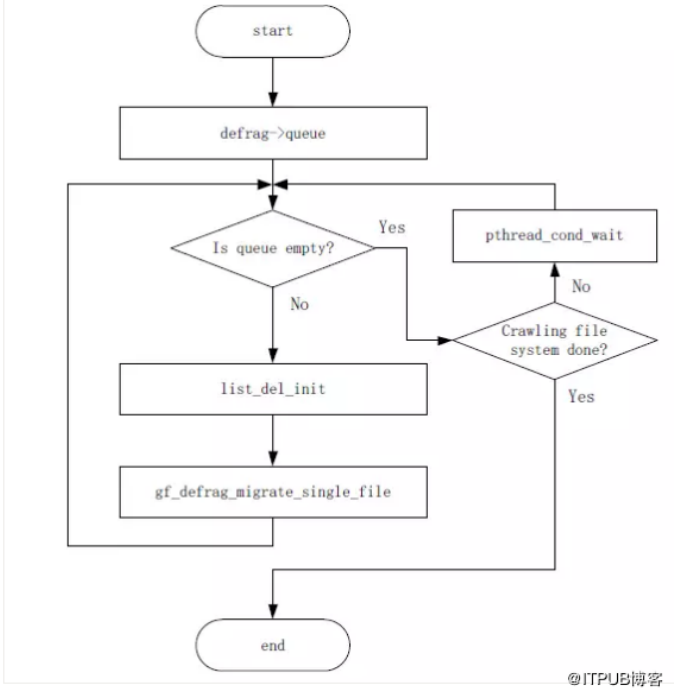 start
defrag->queue
Is queue empty?
Yes
pthread_cond_wait
No
No
Crawling file
system done?
list_del_init
Yes
gf_defrag_migrate_single_file
end
@ITPUB博客